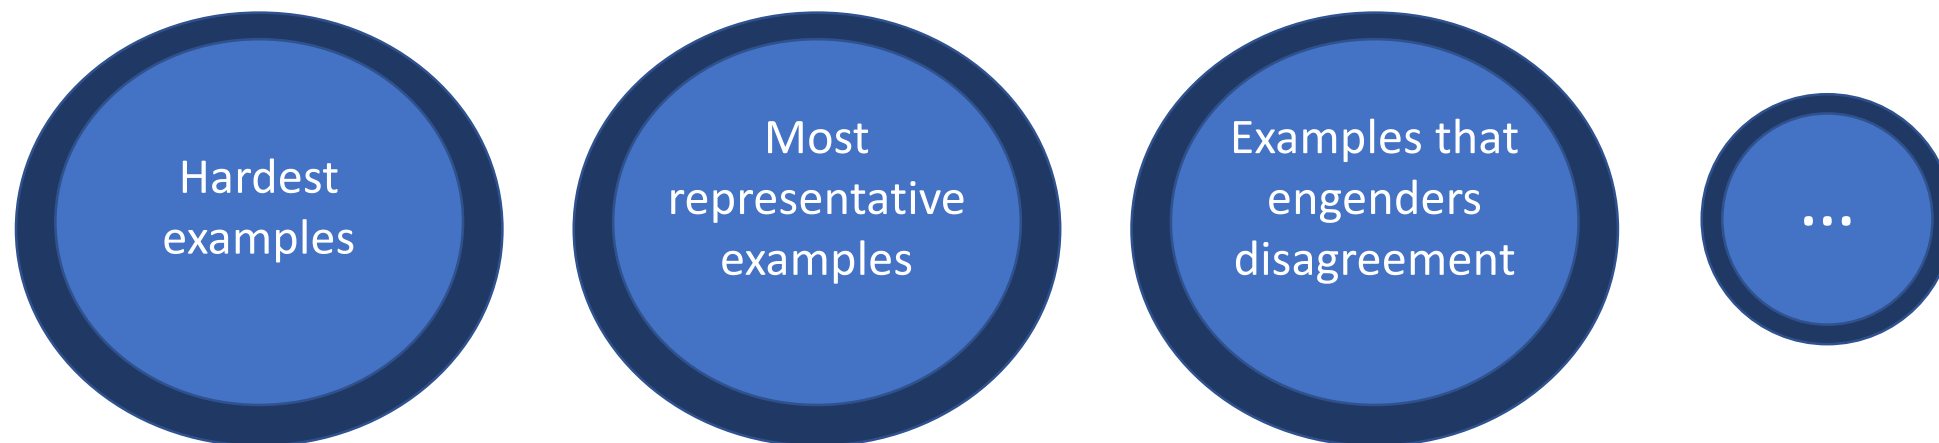 Hardest
examples
Most
representative
examples
Examples that
engenders
disagreement
...